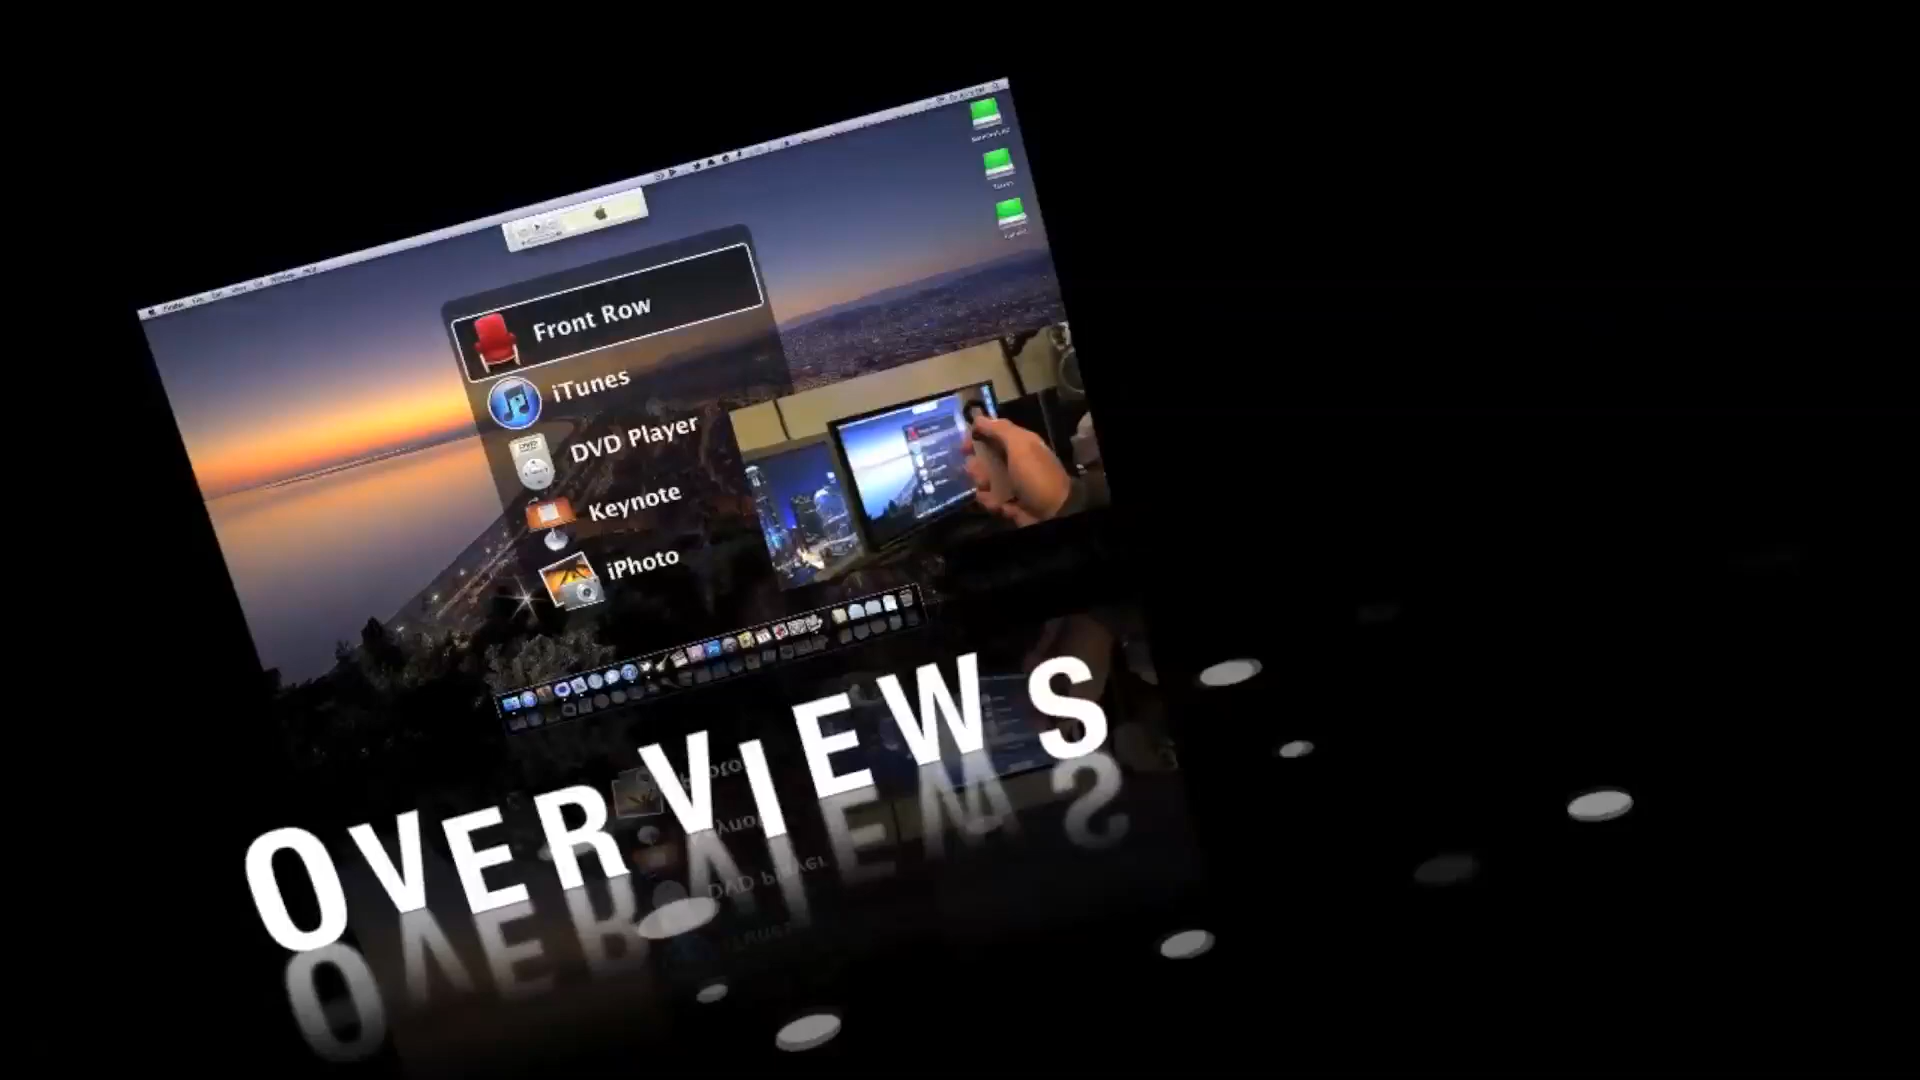 Front Row
iTunes
DVD Player
Keynote
iPhoto
OVERVIEWS